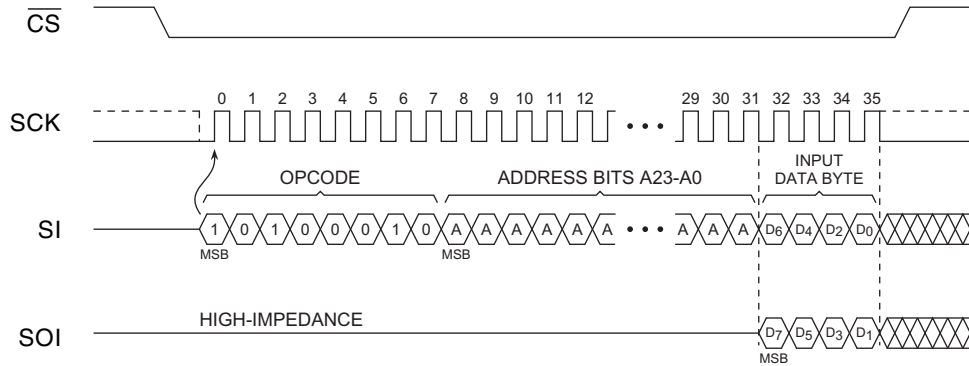 CS
0 1 2 3 4 5 6 7 8 9 10 11 12 29 30 31 32 33 34 35
SCK
OPCODE ADDRESS BITS A23-A0 INPUT
DATA BYTE
SI 1 0 1 0 0 0 1 0 A A A A A A A A A D6 D4 D2 D0
MSB MSB
HIGH-IMPEDANCE
SOI D7 D5 D3 D1
MSB